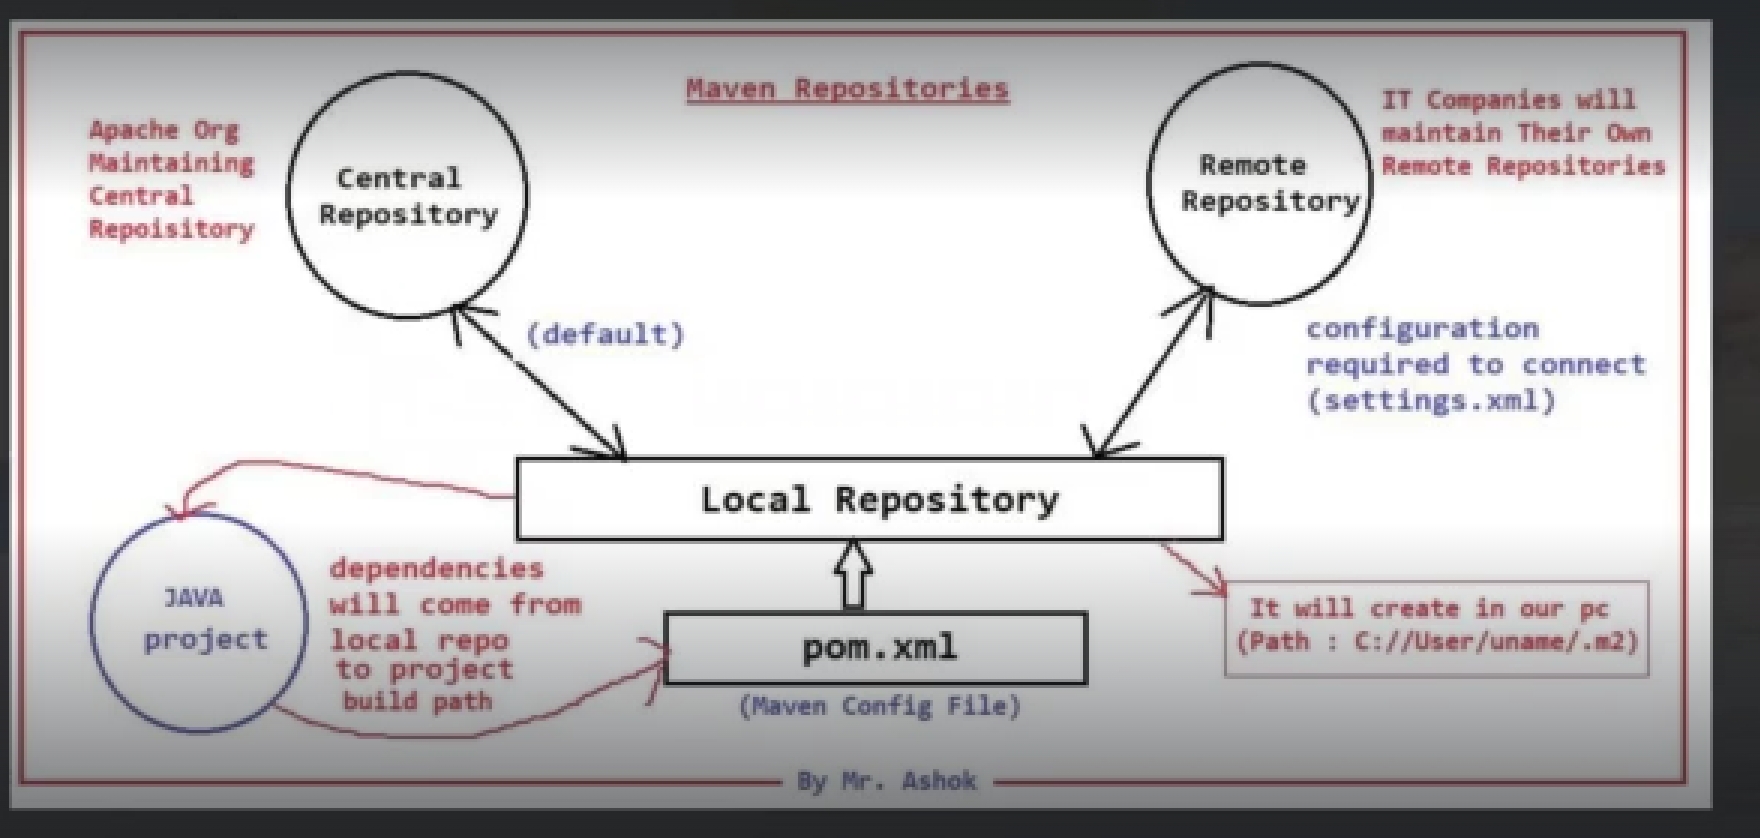 Maven Repositories
Apache Org
Maintaining
Central
Repoisitory
Central
Repository
Remote
Repository
IT Companies will
maintain Their Own
Remote Repositories
(default)
configuration
required to connect
(settings.xml)
Local Repository
JAVA
project
dependencies
will come from
local repo
to project
build path
pom.xml
(Maven Config File)
It will create in our pc
(Path : C://User/uname/.m2)
By Mr. Ashok